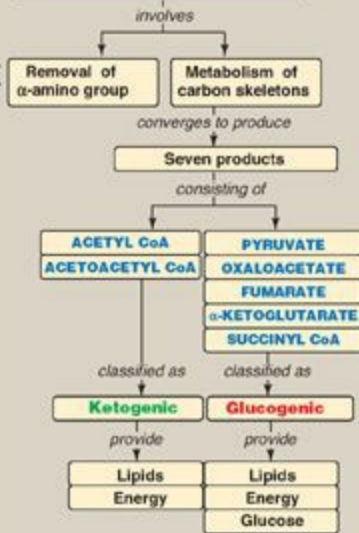 involves
Removal of
α-amino group
Metabolism of
carbon skeletons
converges to produce
Seven products
consisting of
ACETYL CoA
ACETOACETYL CoA
PYRUVATE
OXALOACETATE
FUMARATE
α-KETOGLUTARATE
SUCCINYL CoA
classified as
classified as
Ketogenic
Glucogenic
provide
provide
Lipids
Energy
Lipids
Energy
Glucose